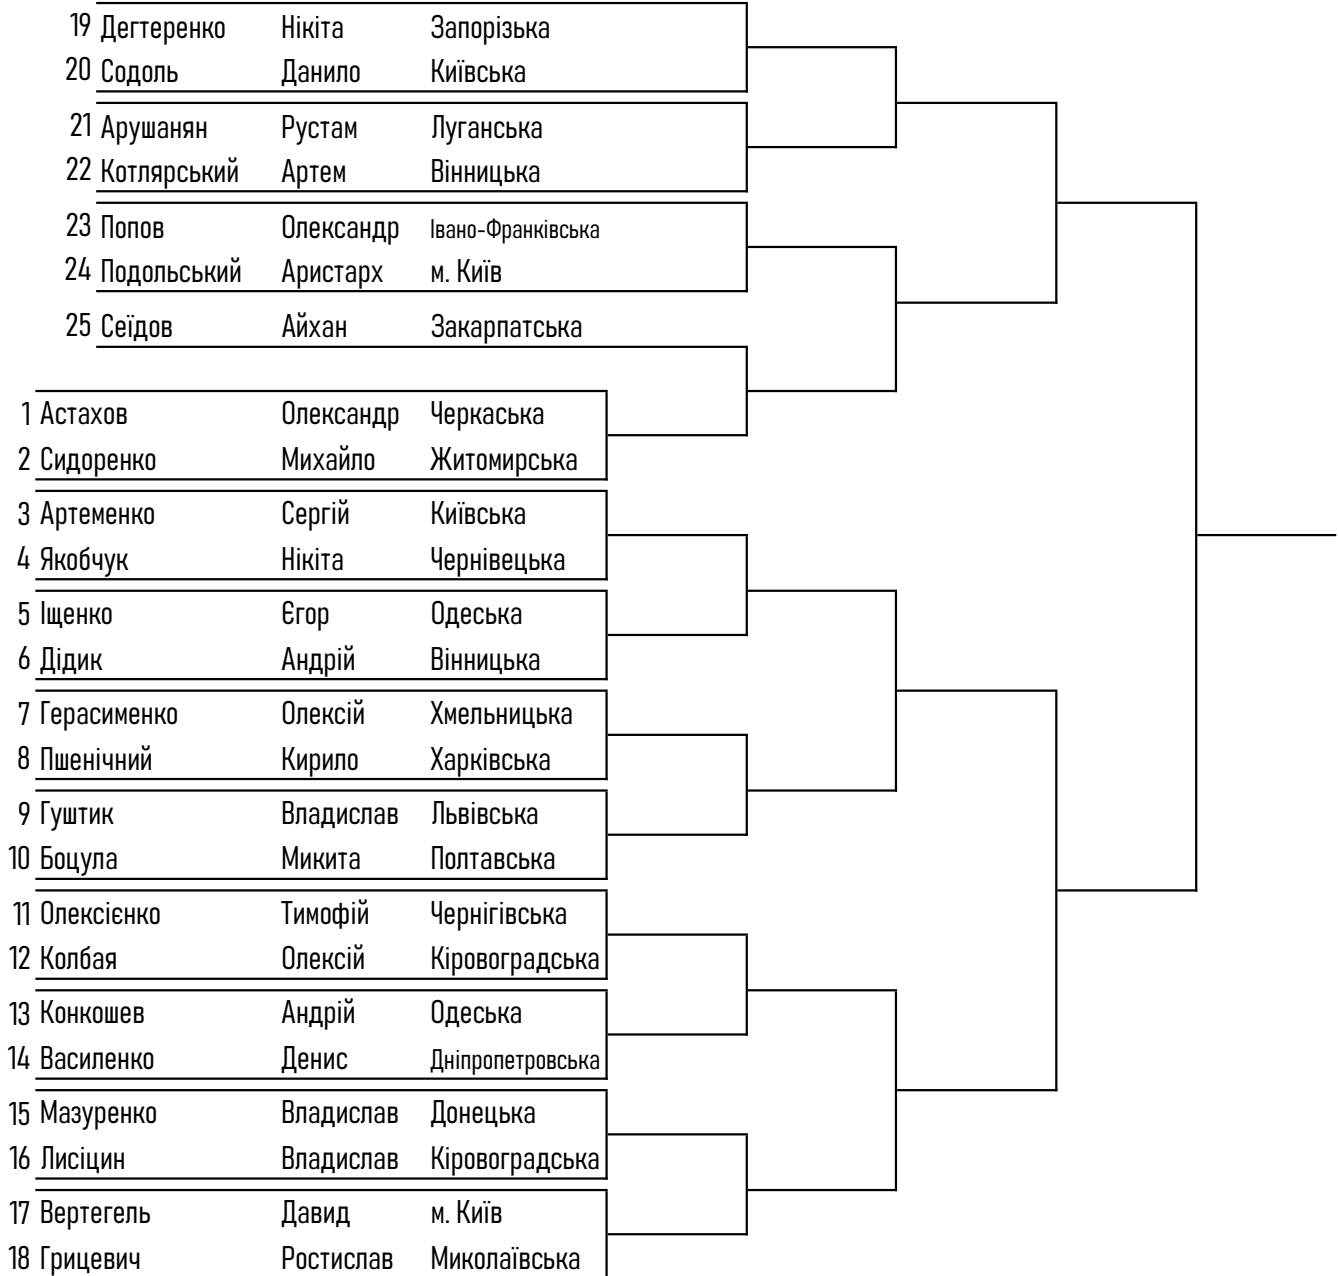 19 Дегтеренко Нікіта Запорізька
20 Содоль Данило Київська
21 Арушанян Рустам Луганська
22 Котлярський Артем Вінницька
23 Попов Олександр Івано-Франківська
24 Подольський Аристарх м. Київ
25 Сеїдов Айхан Закарпатська
1 Астахов Олександр Черкаська
2 Сидоренко Михайло Житомирська
3 Артеменко Сергій Київська
4 Якобчук Нікіта Чернівецька
5 Іщенко Єгор Одеська
6 Дідик Андрій Вінницька
7 Герасименко Олексій Хмельницька
8 Пшенічний Кирило Харківська
9 Гуштик Владислав Львівська
10 Боцула Микита Полтавська
11 Олексієнко Тимофій Чернігівська
12 Колбая Олексій Кіровоградська
13 Конкошев Андрій Одеська
14 Василенко Денис Дніпропетровська
15 Мазуренко Владислав Донецька
16 Лисіцин Владислав Кіровоградська
17 Вертегель Давид м. Київ
18 Грицевич Ростислав Миколаївська